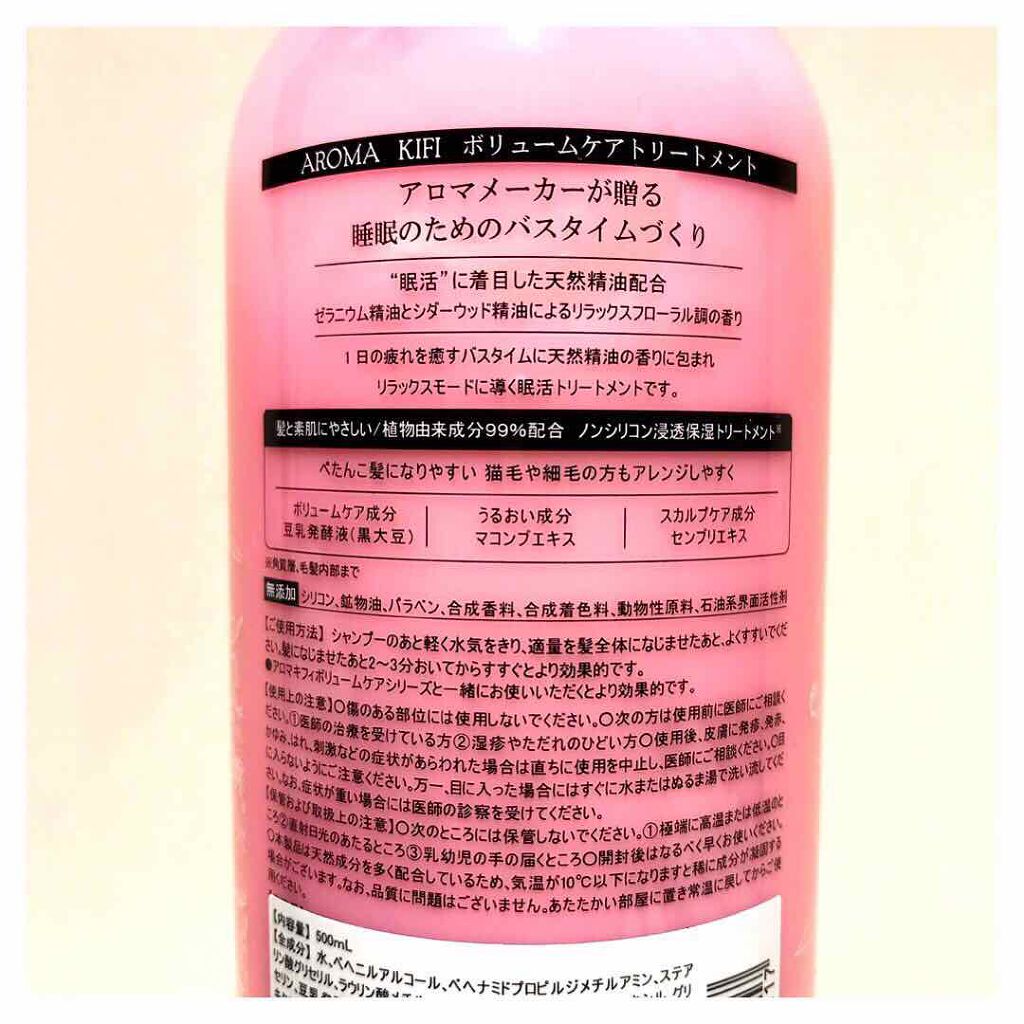 AROMA KIFI ボリュームケアトリートメント
アロマメーカーが贈る
睡眠のためのバスタイムづくり
“眠活”に着目した天然精油配合
ゼラニウム精油とシダーウッド精油によるリラックスフローラル調の香り
1日の疲れを癒すバスタイムに天然精油の香りに包まれ
リラックスモードに導く眠活トリートメントです。
髪と素肌にやさしい/植物由来成分99%配合 ノンシリコン浸透保湿トリートメント※
ぺたんこ髪になりやすい 猫毛や細毛の方もアレンジしやすく
ボリュームケア成分 うるおい成分 スカルプケア成分
豆乳発酵液(黒大豆) マコンブエキス センブリエキス
※角質層、毛髪内部まで
無添加 シリコン、鉱物油、パラベン、合成香料、合成着色料、動物性原料、石油系界面活性剤
【ご使用方法】シャンプーのあと軽く水気をきり、適量を髪全体になじませたあと、よくすすいでくだ
さい。髪になじませたあと2〜3分おいてからすすぐとより効果的です。
●アロマキフィボリュームケアシリーズと一緒にお使いいただくとより効果的です。
【使用上の注意】〇傷のある部位には使用しないでください。〇次の方は使用前に医師にご相談く
ださい。①医師の治療を受けている方②湿疹やただれのひどい方〇使用後、皮膚に発疹、発赤、
かゆみ、はれ、刺激などの症状があらわれた場合は直ちに使用を中止し、医師にご相談ください。〇目
に入らないようにご注意ください。万一、目に入った場合にはすぐに水またはぬるま湯で洗い流してくだ
さい。なお、症状が重い場合には医師の診察を受けてください。
【保管および取扱上の注意】〇次のところには保管しないでください。①極端に高温または低温のと
ころ②直射日光のあたるところ③乳幼児の手の届くところ〇開封後はなるべく早くお使いください。
〇本製品は天然成分を多く配合しているため、気温が10℃以下になりますと稀に成分が凝固する
場合がございます。なお、品質に問題はございません。あたたかい部屋に置き常温に戻してからご使
用ください。
【内容量】500mL
【全成分】水、ベヘニルアルコール、ベヘナミドプロピルジメチルアミン、ステア
リン酸グリセリル、ラウリン酸メチル
セリン、豆乳